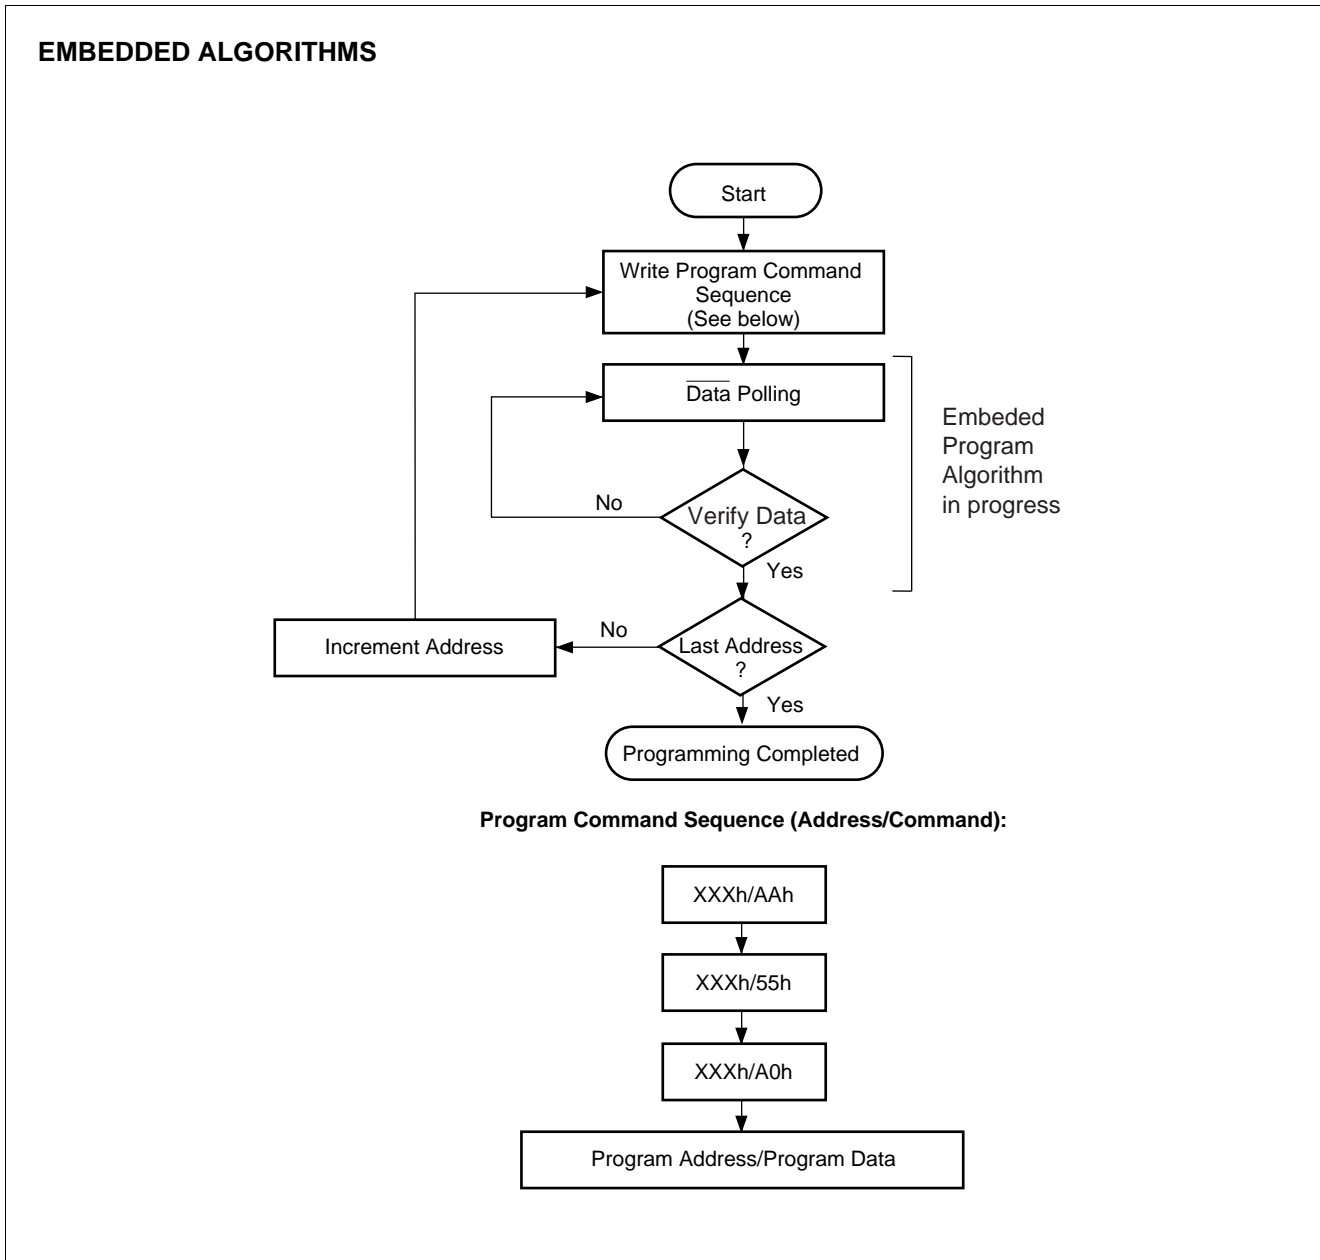 EMBEDDED ALGORITHMS
Start
Write Program Command
Sequence
(See below)
Data Polling
Embeded
Program
Algorithm
in progress
No
Verify Data
?
Yes
Increment Address
No
Last Address
?
Yes
Programming Completed
Program Command Sequence (Address/Command):
XXXh/AAh
XXXh/55h
XXXh/A0h
Program Address/Program Data